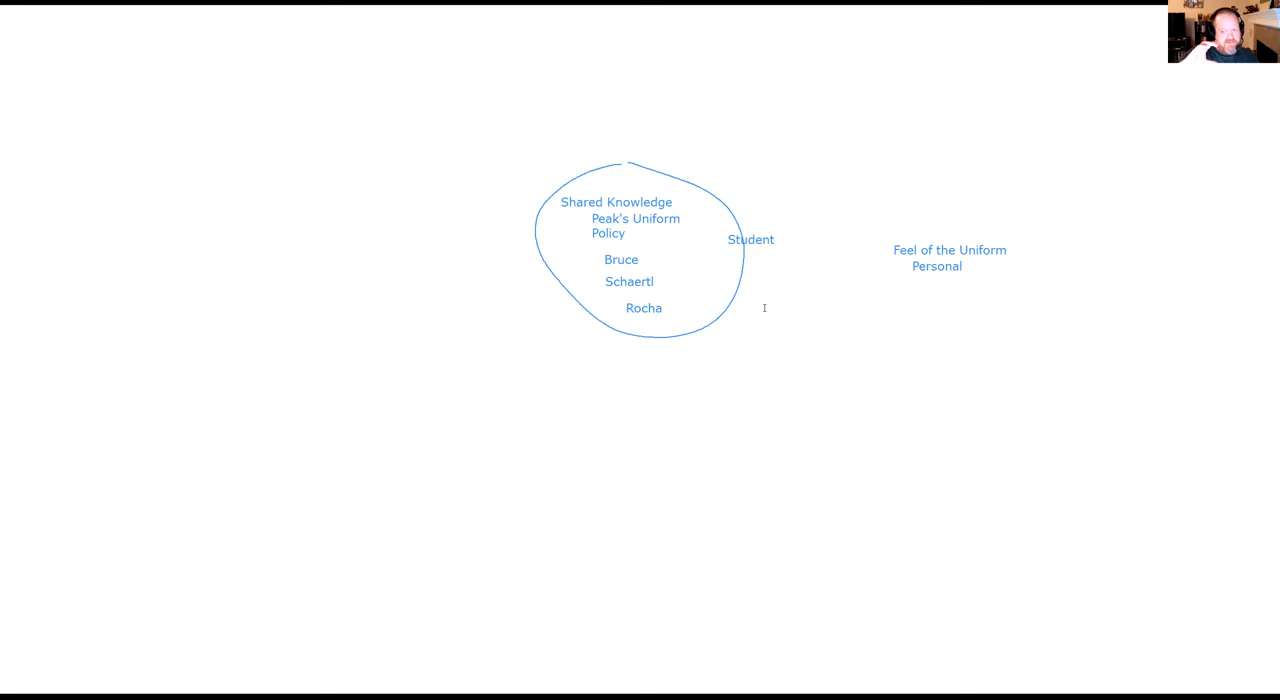 Shared Knowledge
Peak's Uniform
Policy
Student
Feel of the Uniform
Personal
Bruce
Schaertl
Rocha